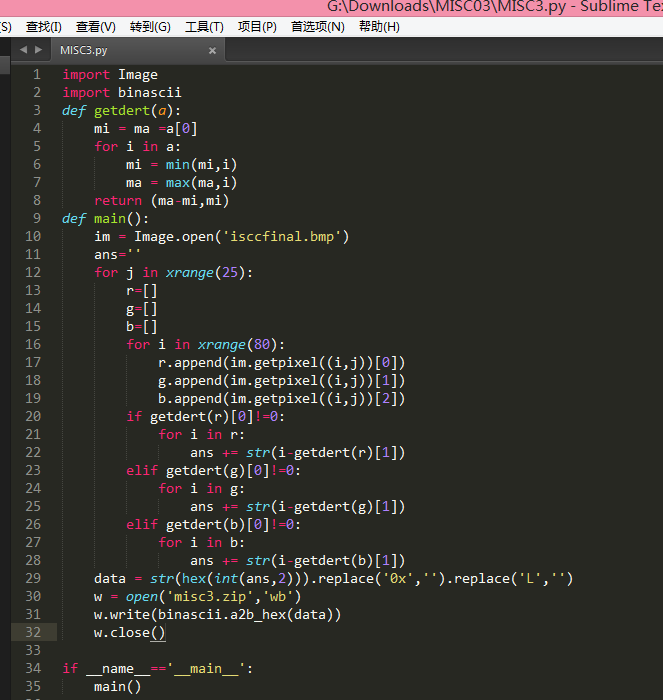 G:\Downloads\MISC03\MISC3.py - Sublime Te
(S) 查找(I) 查看(V) 转到(G) 工具(T) 项目(P) 首选项(N) 帮助(H)
MISC3.py ×
1 import Image
2 import binascii
3 def getdert(a):
4     mi = ma =a[0]
5     for i in a:
6         mi = min(mi,i)
7         ma = max(ma,i)
8     return (ma-mi,mi)
9 def main():
10     im = Image.open('isccfinal.bmp')
11     ans=''
12     for j in xrange(25):
13         r=[]
14         g=[]
15         b=[]
16         for i in xrange(80):
17             r.append(im.getpixel((i,j))[0])
18             g.append(im.getpixel((i,j))[1])
19             b.append(im.getpixel((i,j))[2])
20         if getdert(r)[0]!=0:
21             for i in r:
22                 ans += str(i-getdert(r)[1])
23         elif getdert(g)[0]!=0:
24             for i in g:
25                 ans += str(i-getdert(g)[1])
26         elif getdert(b)[0]!=0:
27             for i in b:
28                 ans += str(i-getdert(b)[1])
29     data = str(hex(int(ans,2))).replace('0x','').replace('L','')
30     w = open('misc3.zip','wb')
31     w.write(binascii.a2b_hex(data))
32     w.close()
33
34 if __name__=='__main__':
35     main()